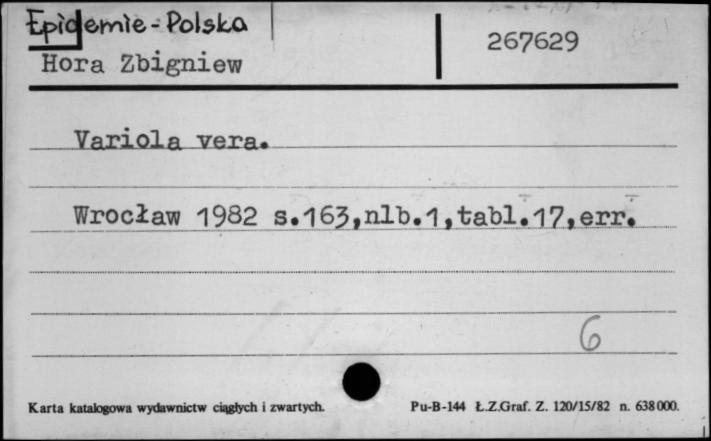 Epidemie-Polska
Hora Zbigniew
267629
Variola vera.
Wrocław 1982 s.163,nlb.1,tabl.17,err.
6
Karta katalogowa wydawnictw ciągłych i zwartych.
Pu-B-144 Ł.Z.Graf. Z. 120/15/82 n. 638000.